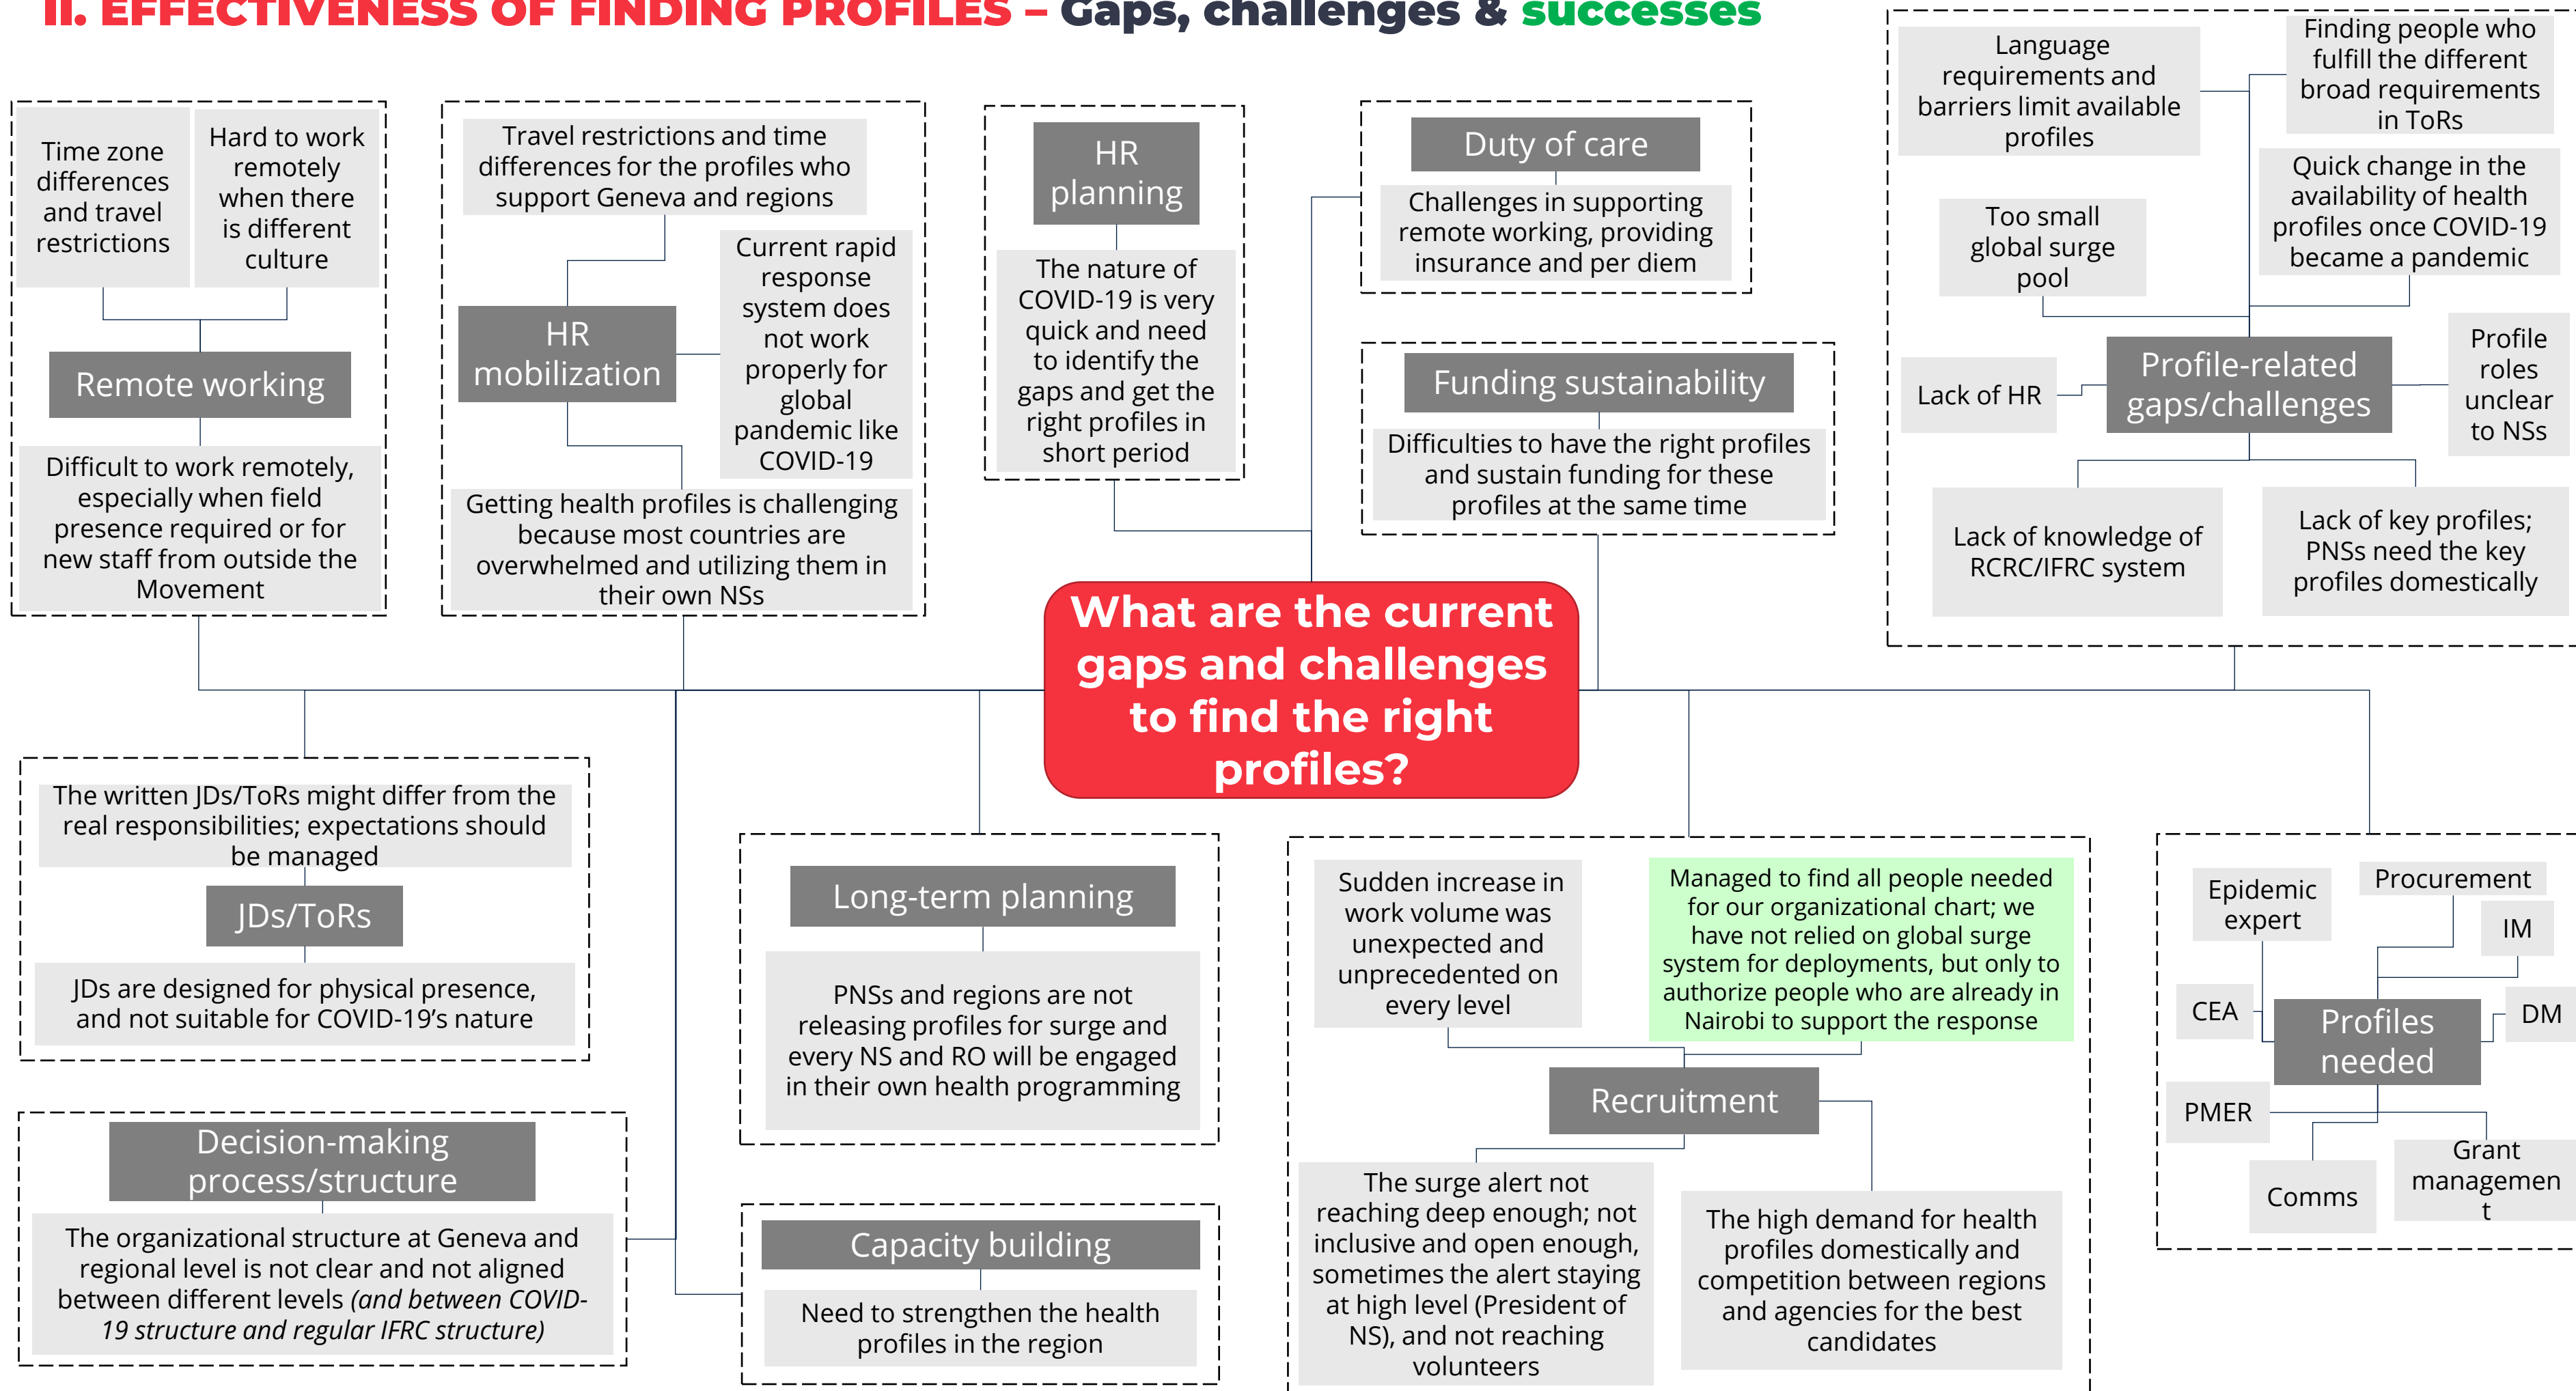 II. EFFECTIVENESS OF FINDING PROFILES – Gaps, challenges & successes
Time zone
differences
and travel
restrictions
Hard to work
remotely
when there
is different
culture
Remote working
Difficult to work remotely,
especially when field
presence required or for
new staff from outside the
Movement
Travel restrictions and time
differences for the profiles who
support Geneva and regions
HR
mobilization
Current rapid
response
system does
not work
properly for
global
pandemic like
COVID-19
Getting health profiles is challenging
because most countries are
overwhelmed and utilizing them in
their own NSs
HR
planning
The nature of
COVID-19 is very
quick and need
to identify the
gaps and get the
right profiles in
short period
Duty of care
Challenges in supporting
remote working, providing
insurance and per diem
Funding sustainability
Difficulties to have the right profiles
and sustain funding for these
profiles at the same time
Language
requirements and
barriers limit available
profiles
Finding people who
fulfill the different
broad requirements
in ToRs
Too small
global surge
pool
Quick change in the
availability of health
profiles once COVID-19
became a pandemic
Lack of HR
Profile-related
gaps/challenges
Profile
roles
unclear
to NSs
Lack of knowledge of
RCRC/IFRC system
Lack of key profiles;
PNSs need the key
profiles domestically
What are the current
gaps and challenges
to find the right
profiles?
The written JDs/ToRs might differ from the
real responsibilities; expectations should
be managed
JDs/ToRs
JDs are designed for physical presence,
and not suitable for COVID-19’s nature
Decision-making
process/structure
The organizational structure at Geneva and
regional level is not clear and not aligned
between different levels (and between COVID-
19 structure and regular IFRC structure)
Long-term planning
PNSs and regions are not
releasing profiles for surge and
every NS and RO will be engaged
in their own health programming
Capacity building
Need to strengthen the health
profiles in the region
Sudden increase in
work volume was
unexpected and
unprecedented on
every level
Managed to find all people needed
for our organizational chart; we
have not relied on global surge
system for deployments, but only to
authorize people who are already in
Nairobi to support the response
Recruitment
The surge alert not
reaching deep enough; not
inclusive and open enough,
sometimes the alert staying
at high level (President of
NS), and not reaching
volunteers
The high demand for health
profiles domestically and
competition between regions
and agencies for the best
candidates
Epidemic
expert
Procurement
IM
CEA
Profiles
needed
DM
PMER
Comms
Grant
managemen
t